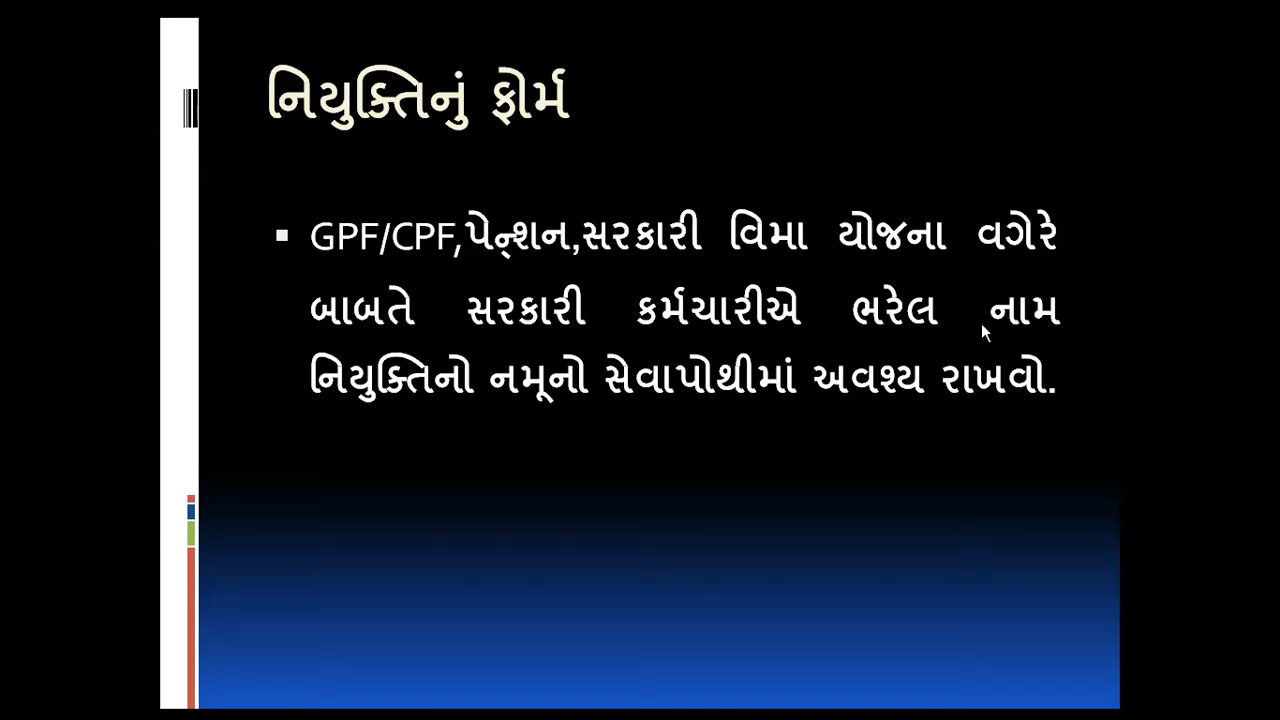 નિયુક્તિનું ફોર્મ
GPF/CPF,પેન્શન,સરકારી વિમા યોજના વગેરે
બાબતે સરકારી કર્મચારીએ ભરેલ નામ
નિયુક્તિનો નમૂનો સેવાપોથીમાં અવશ્ય રાખવો.